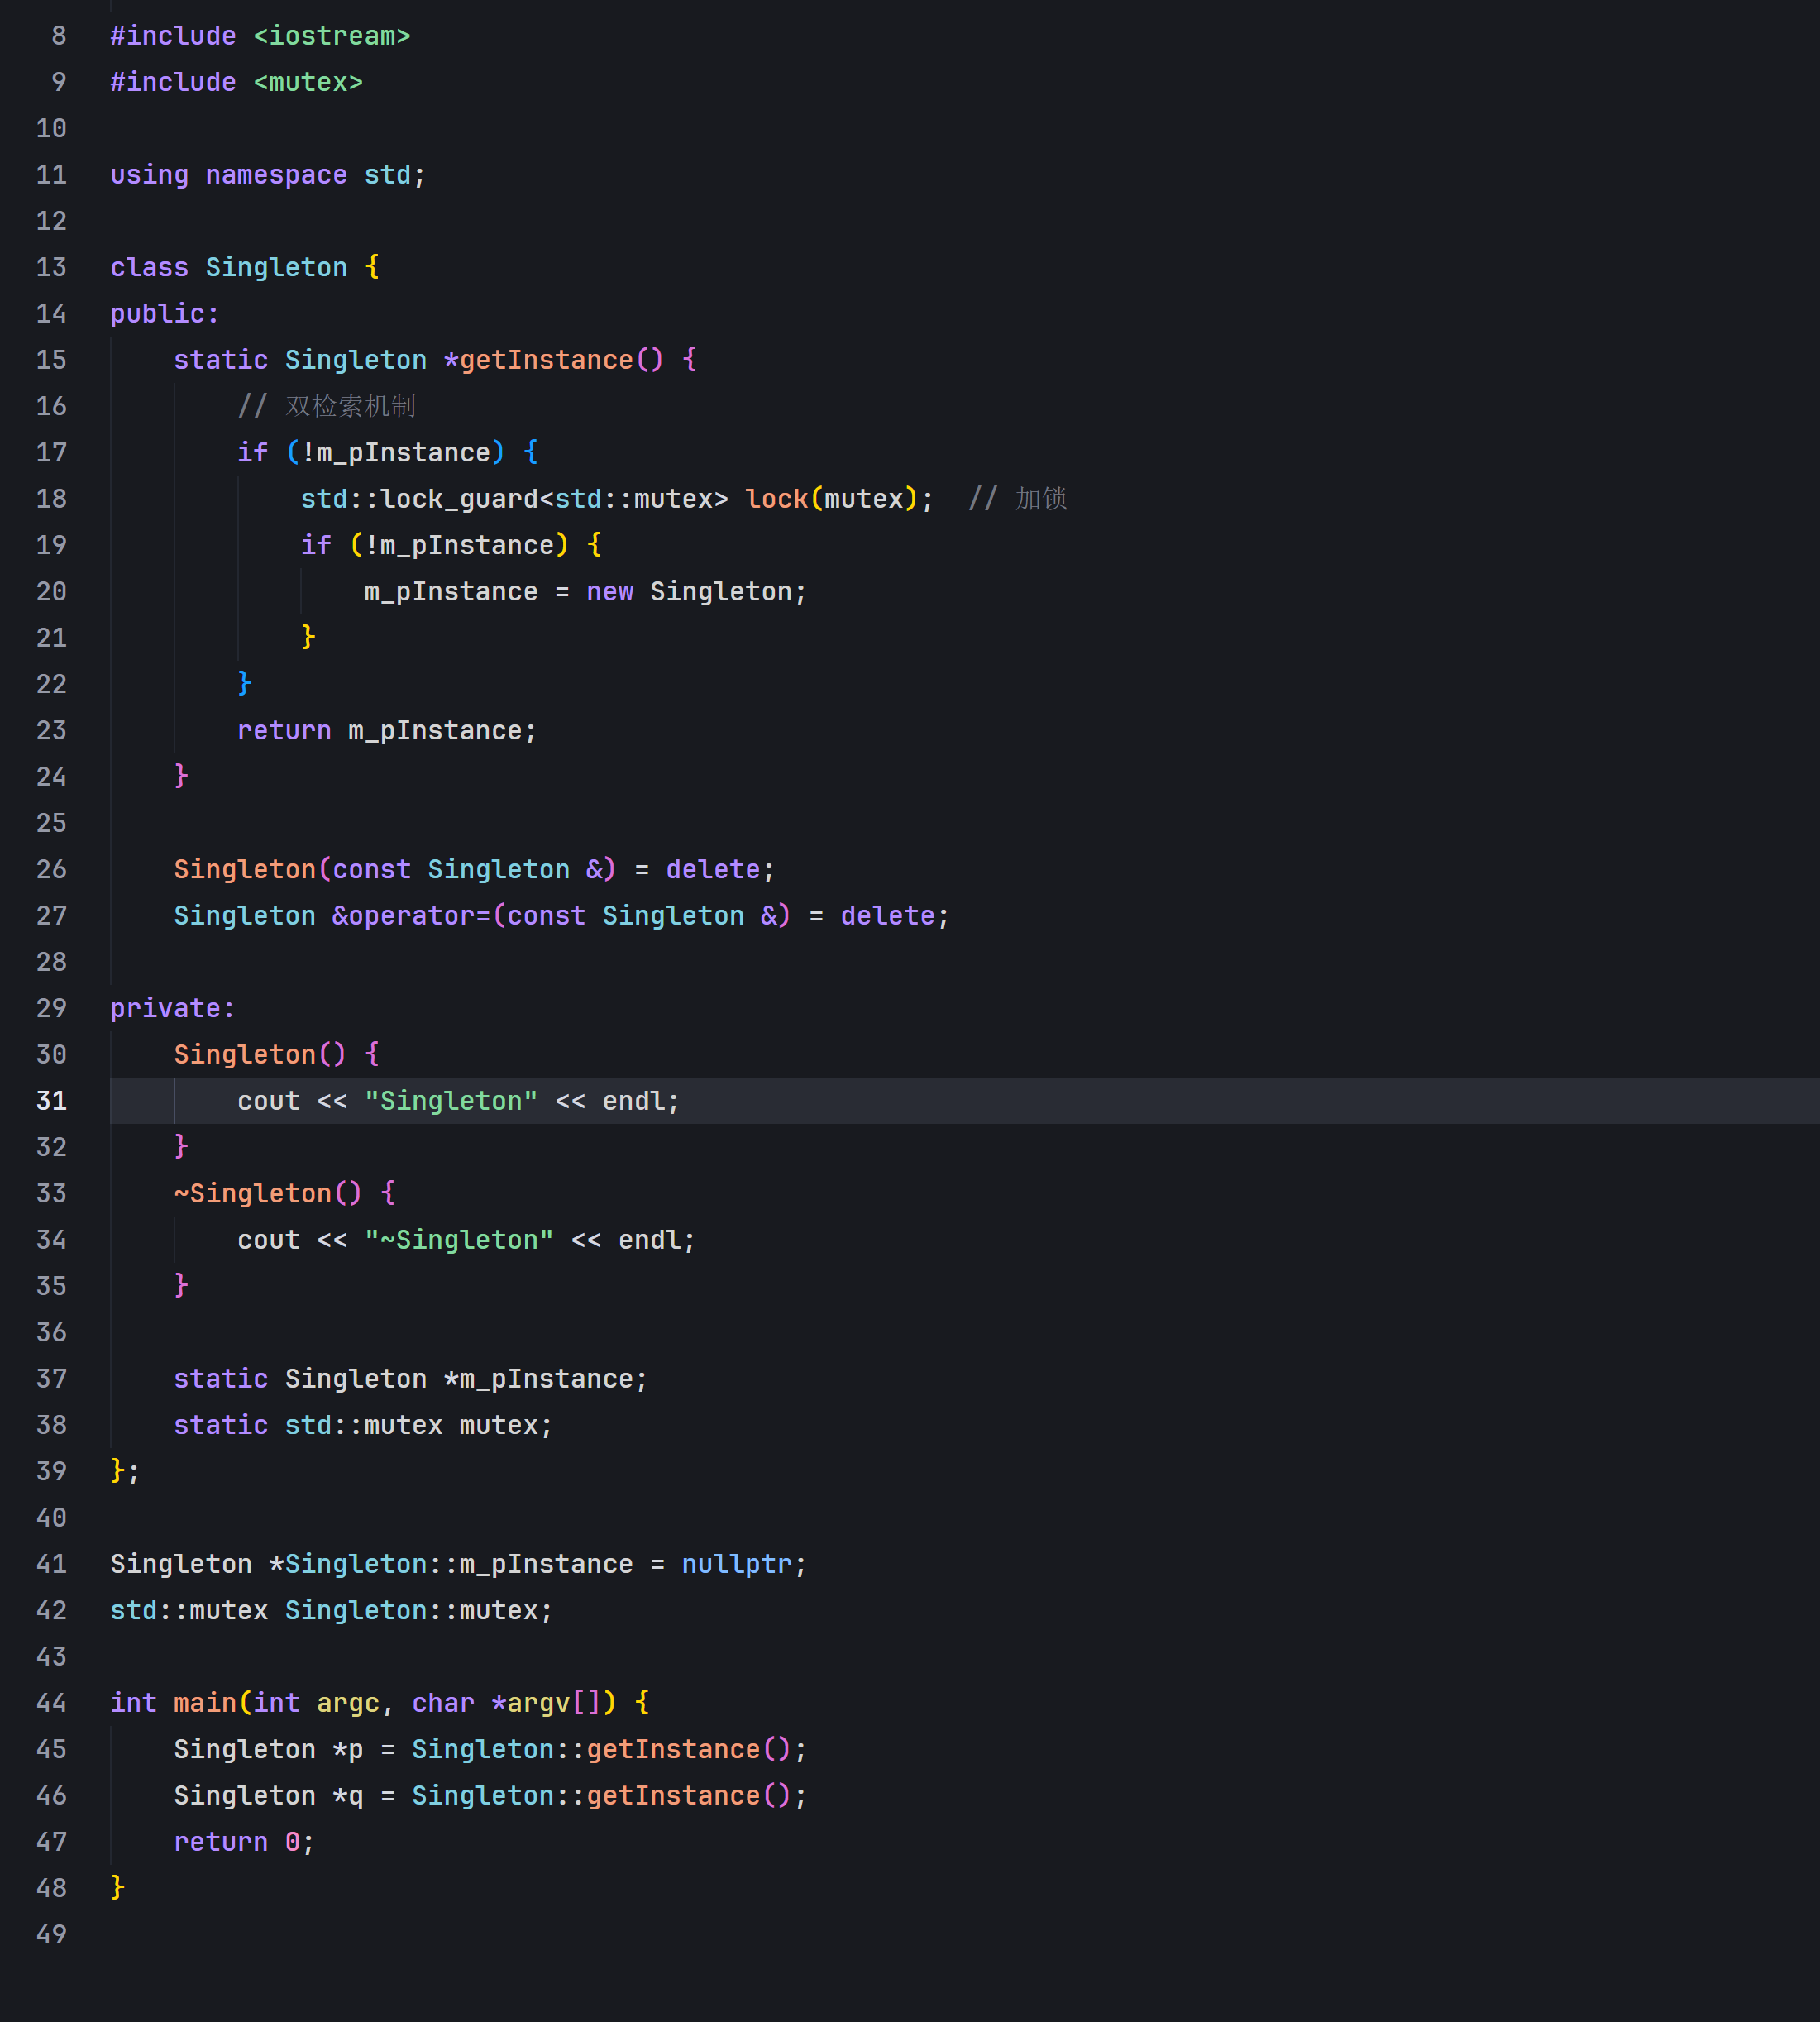 8 #include <iostream>
9 #include <mutex>
10
11 using namespace std;
12
13 class Singleton {
14 public:
15     static Singleton *getInstance() {
16         // 双检索机制
17         if (!m_pInstance) {
18             std::lock_guard<std::mutex> lock(mutex);  // 加锁
19             if (!m_pInstance) {
20                 m_pInstance = new Singleton;
21             }
22         }
23         return m_pInstance;
24     }
25
26     Singleton(const Singleton &) = delete;
27     Singleton &operator=(const Singleton &) = delete;
28
29 private:
30     Singleton() {
31         cout << "Singleton" << endl;
32     }
33     ~Singleton() {
34         cout << "~Singleton" << endl;
35     }
36
37     static Singleton *m_pInstance;
38     static std::mutex mutex;
39 };
40
41 Singleton *Singleton::m_pInstance = nullptr;
42 std::mutex Singleton::mutex;
43
44 int main(int argc, char *argv[]) {
45     Singleton *p = Singleton::getInstance();
46     Singleton *q = Singleton::getInstance();
47     return 0;
48 }
49